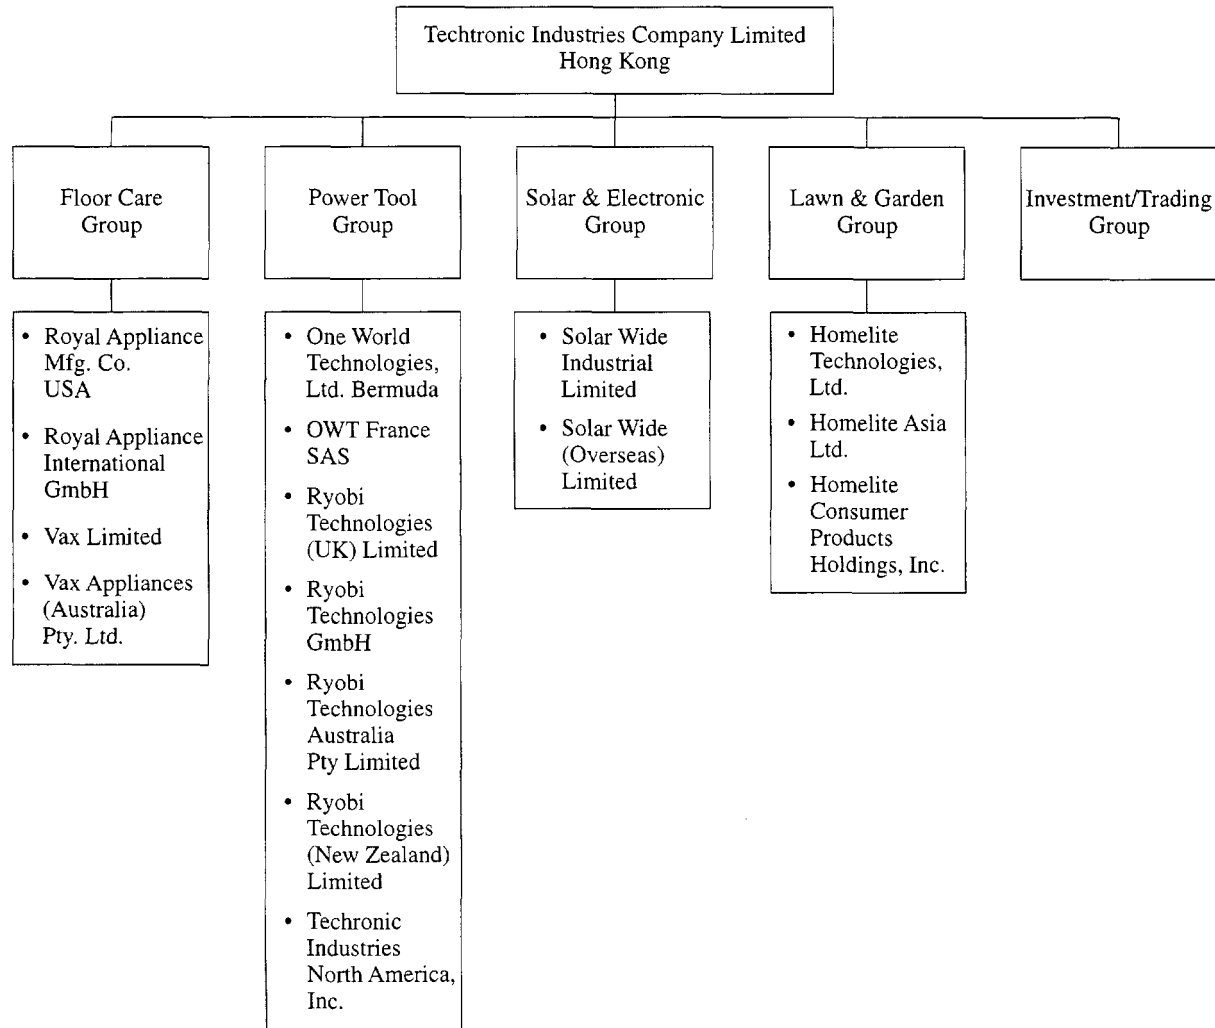 Techtronic Industries Company Limited
Hong Kong
Floor Care
Group
Power Tool
Group
Solar & Electronic
Group
Lawn & Garden
Group
Investment/Trading
Group
• Royal Appliance
Mfg. Co.
USA
• Royal Appliance
International
GmbH
• Vax Limited
• Vax Appliances
(Australia)
Pty. Ltd.
• One World
Technologies,
Ltd. Bermuda
• OWT France
SAS
• Ryobi
Technologies
(UK) Limited
• Ryobi
Technologies
GmbH
• Ryobi
Technologies
Australia
Pty Limited
• Ryobi
Technologies
(New Zealand)
Limited
• Techronic
Industries
North America,
Inc.
• Solar Wide
Industrial
Limited
• Solar Wide
(Overseas)
Limited
• Homelite
Technologies,
Ltd.
• Homelite Asia
Ltd.
• Homelite
Consumer
Products
Holdings, Inc.